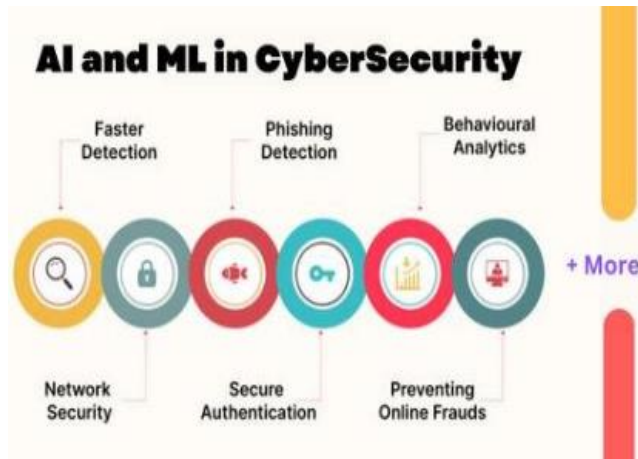 AI and ML in CyberSecurity
Faster
Detection
Phishing
Detection
Behavioural
Analytics
+ More
Network
Security
Secure
Authentication
Preventing
Online Frauds